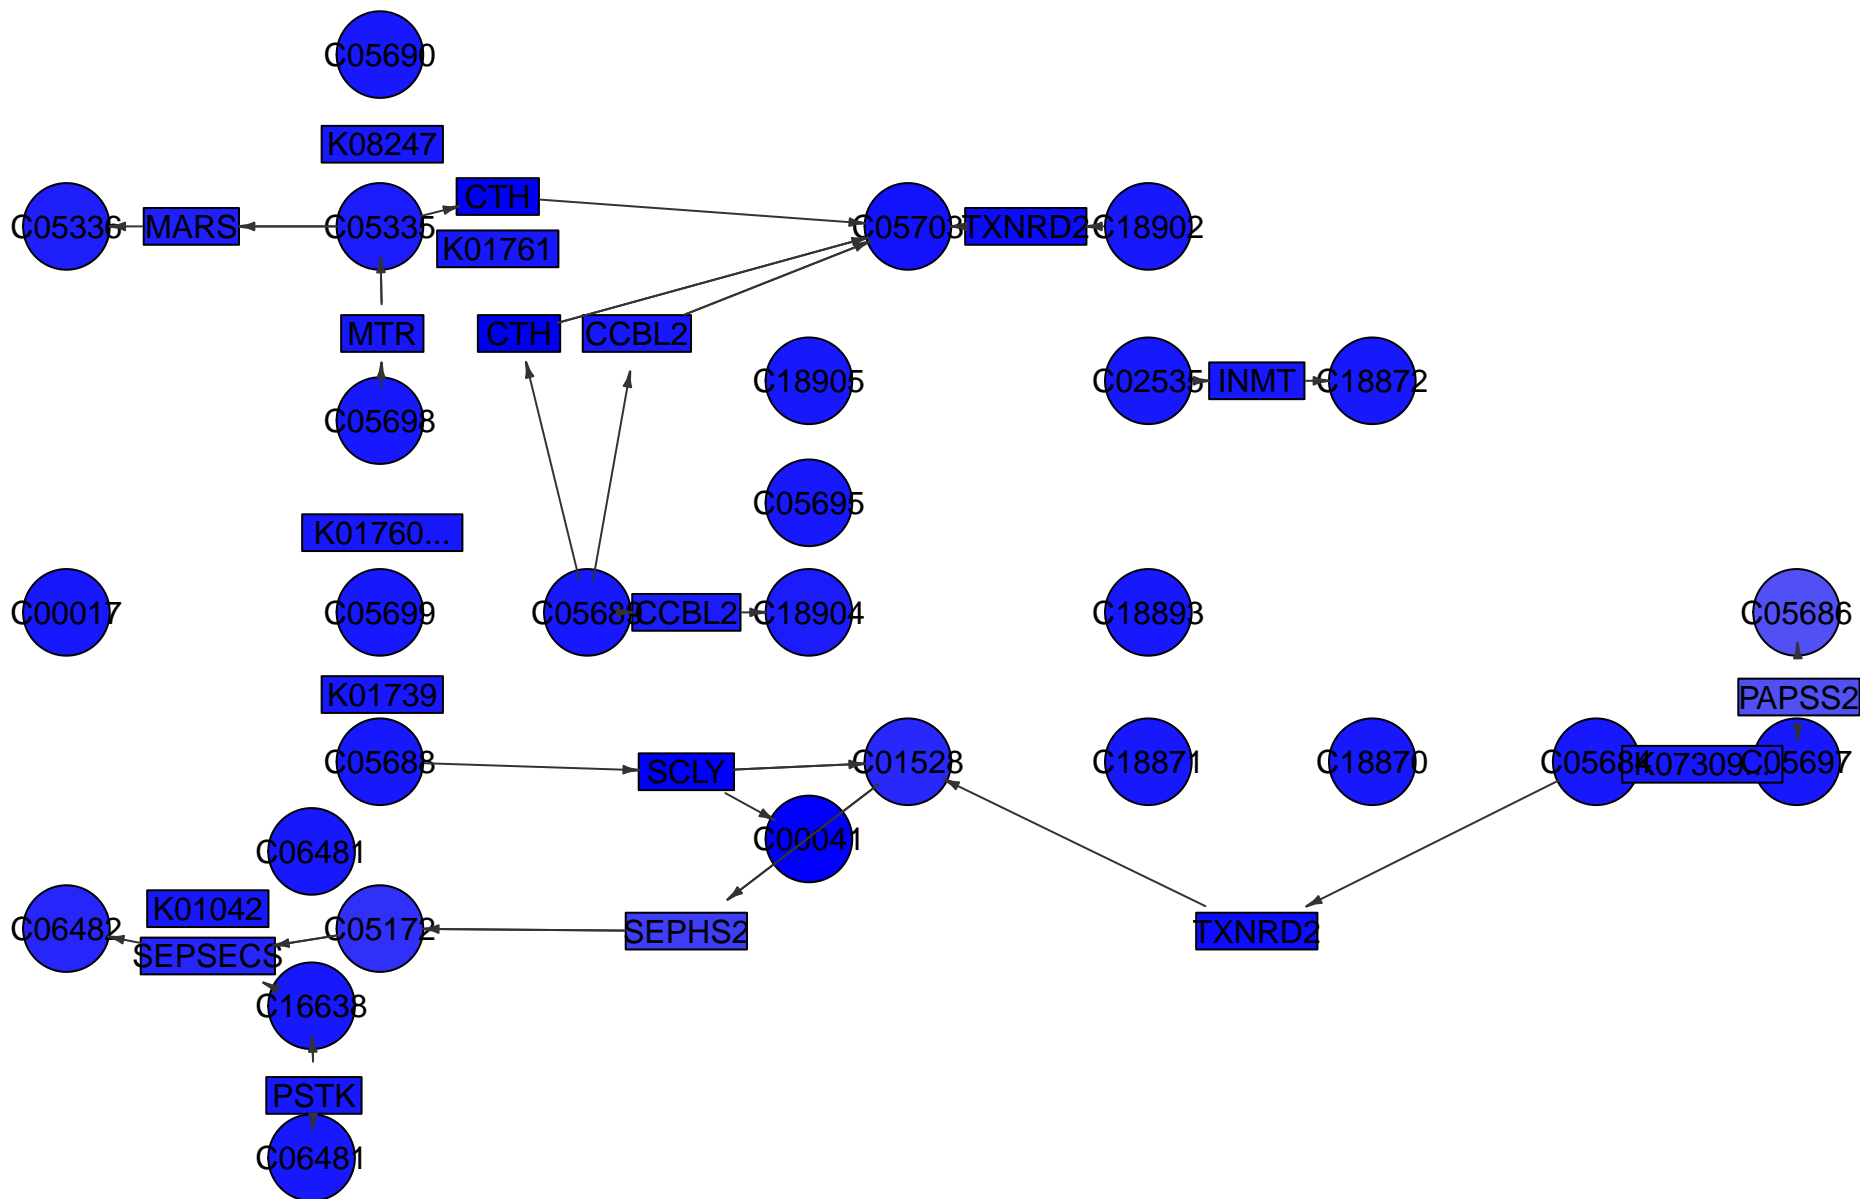 C05690
K08247
CTH
C05336
MARS
C05335
C05703
TXNRD2
C18902
K01761
MTR
CTH
CCBL2
C18905
C02535
INMT
C18872
C05698
C05695
K01760...
C00017
C05699
C05689
CCBL2
C18904
C18893
C05686
K01739
PAPSS2
C05688
SCLY
C01528
C18871
C18870
C05684
K07309...
C05697
C00041
C06481
K01042
C06482
C05172
SEPHS2
TXNRD2
SEPSECS
C16638
PSTK
C06481